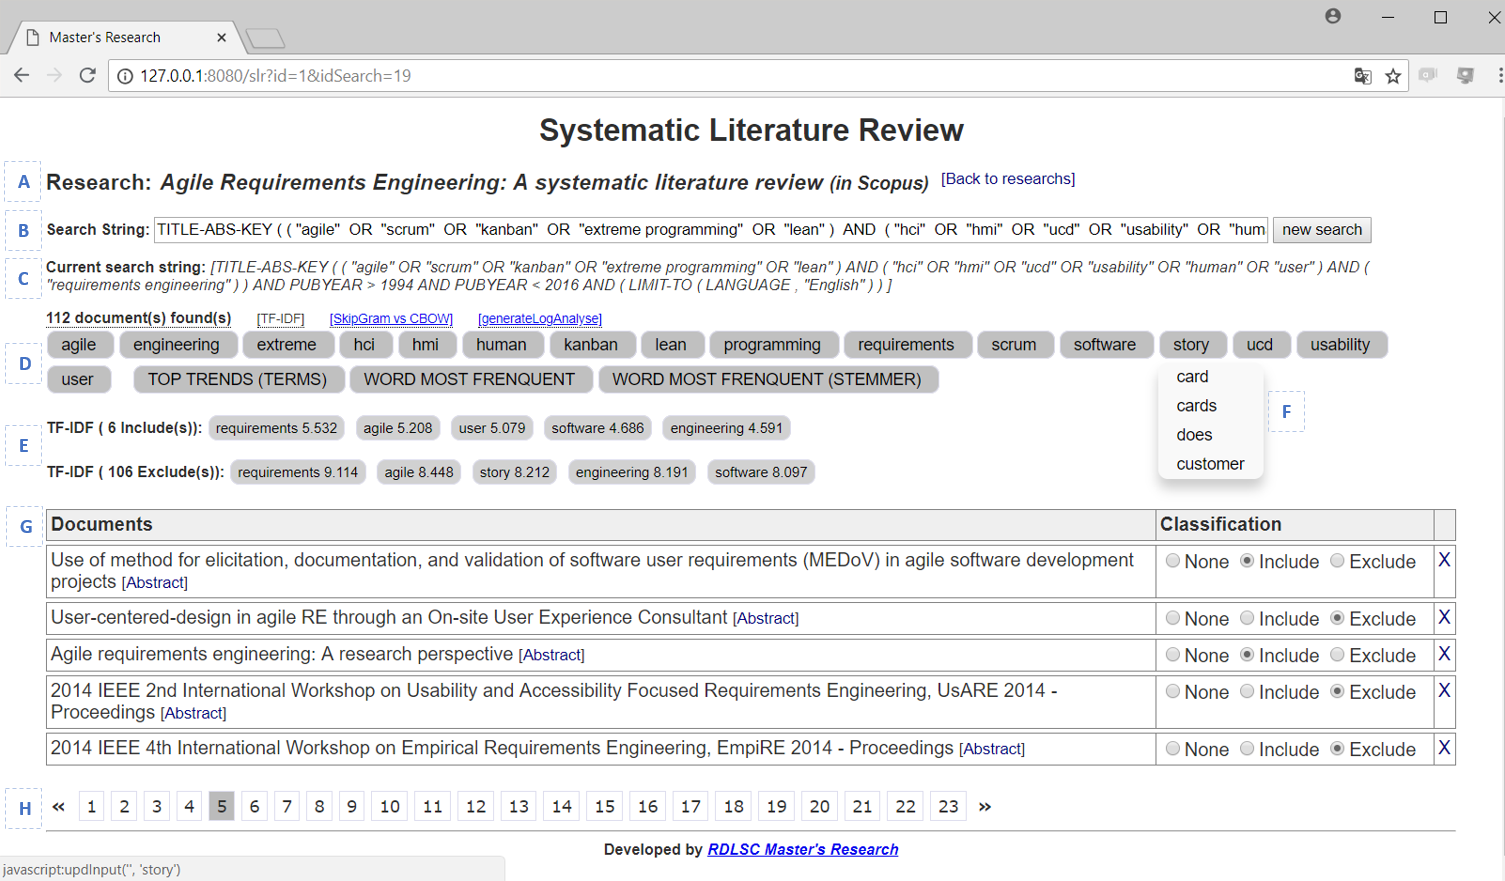 Master's Research
127.0.0.1:8080/slr?id=1&idSearch=19
Systematic Literature Review
A Research: Agile Requirements Engineering: A systematic literature review (in Scopus) [Back to researchs]
B Search String: TITLE-ABS-KEY ( ( "agile" OR "scrum" OR "kanban" OR "extreme programming" OR "lean" ) AND ( "hci" OR "hmi" OR "ucd" OR "usability" OR "hum new search
Current search string: [TITLE-ABS-KEY ( ( "agile" OR "scrum" OR "kanban" OR "extreme programming" OR "lean" ) AND ( "hci" OR "hmi" OR "ucd" OR "usability" OR "human" OR "user" ) AND (
C "requirements engineering" ) ) AND PUBYEAR > 1994 AND PUBYEAR < 2016 AND ( LIMIT-TO ( LANGUAGE , "English" ) ) ]
112 document(s) found(s) [TF-IDF] [SkipGram vs CBOW] [generateLogAnalyse]
agile engineering extreme hci hmi human kanban lean programming requirements scrum software story ucd usability
D
user TOP TRENDS (TERMS) WORD MOST FRENQUENT WORD MOST FRENQUENT (STEMMER)
card
cards
does
customer
F
E
TF-IDF ( 6 Include(s)): requirements 5.532 agile 5.208 user 5.079 software 4.686 engineering 4.591
TF-IDF ( 106 Exclude(s)): requirements 9.114 agile 8.448 story 8.212 engineering 8.191 software 8.097
G Documents Classification
Use of method for elicitation, documentation, and validation of software user requirements (MEDoV) in agile software development None Include Exclude X
projects [Abstract]
User-centered-design in agile RE through an On-site User Experience Consultant [Abstract] None Include Exclude X
Agile requirements engineering: A research perspective [Abstract] None Include Exclude X
2014 IEEE 2nd International Workshop on Usability and Accessibility Focused Requirements Engineering, UsARE 2014 - None Include Exclude X
Proceedings [Abstract]
2014 IEEE 4th International Workshop on Empirical Requirements Engineering, EmpiRE 2014 - Proceedings [Abstract] None Include Exclude X
H « 1 2 3 4 5 6 7 8 9 10 11 12 13 14 15 16 17 18 19 20 21 22 23 »
Developed by RDLSC Master's Research
javascript:updInput('', 'story')